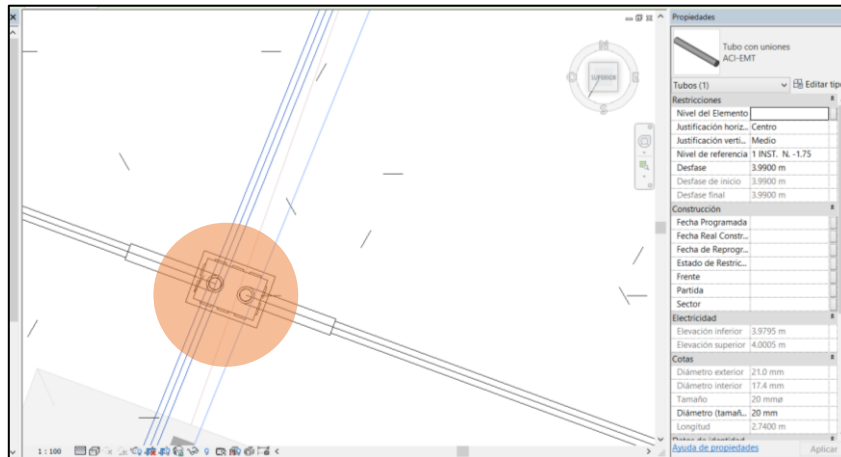 Propiedades
Tubo con uniones
ACI-EMT
Tubos (1)
Editar tipo
Restricciones
Nivel del Elemento
Justificación horiz... Centro
Justificación verti... Medio
Nivel de referencia 1 INST. N. -1.75
Desfase 3.9900 m
Desfase de inicio 3.9900 m
Desfase final 3.9900 m
Construcción
Fecha Programada
Fecha Real Constr...
Fecha de Reprogr...
Estado de Restric...
Frente
Partida
Sector
Electricidad
Elevación inferior 3.9795 m
Elevación superior 4.0005 m
Cotas
Diámetro exterior 21.0 mm
Diámetro interior 17.4 mm
Tamaño 20 mmø
Diámetro (tamañ... 20 mm
Longitud 2.7400 m
Ayuda de propiedades
Aplicar
SUPERIOR
1 : 100